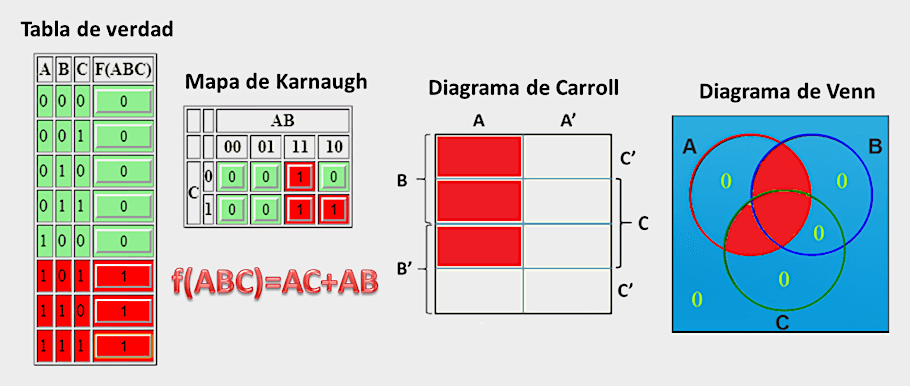 Tabla de verdad
A B C F(ABC)
0 0 0 0
0 0 1 0
0 1 0 0
0 1 1 0
1 0 0 0
1 0 1 1
1 1 0 1
1 1 1 1
Mapa de Karnaugh
AB
00 01 11 10
C 0 0 0 1 0
1 0 0 1 1
f(ABC)=AC+AB
Diagrama de Carroll
A A’
B C’
C
B’ C’
Diagrama de Venn
A B
0 0
0
0
0
C